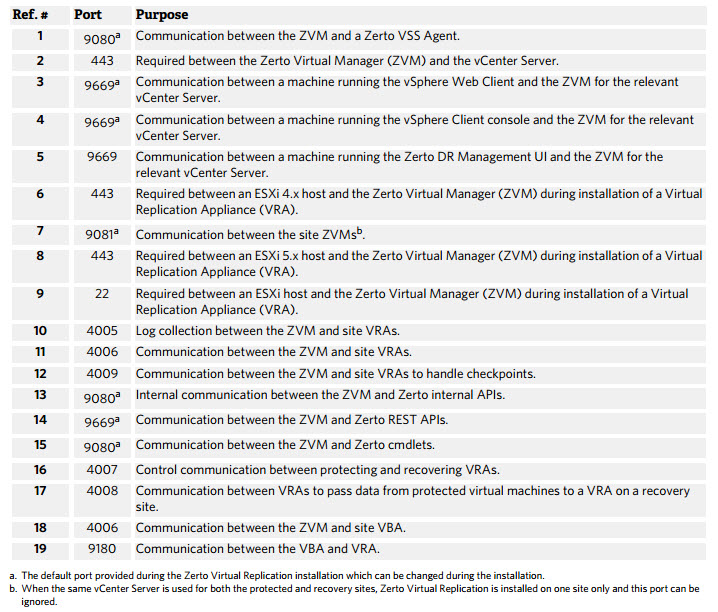 Ref. # Port Purpose
1 9080a Communication between the ZVM and a Zerto VSS Agent.
2 443 Required between the Zerto Virtual Manager (ZVM) and the vCenter Server.
3 9669a Communication between a machine running the vSphere Web Client and the ZVM for the relevant
vCenter Server.
4 9669a Communication between a machine running the vSphere Client console and the ZVM for the relevant
vCenter Server.
5 9669 Communication between a machine running the Zerto DR Management UI and the ZVM for the
relevant vCenter Server.
6 443 Required between an ESXi 4.x host and the Zerto Virtual Manager (ZVM) during installation of a Virtual
Replication Appliance (VRA).
7 9081a Communication between the site ZVMsb.
8 443 Required between an ESXi 5.x host and the Zerto Virtual Manager (ZVM) during installation of a Virtual
Replication Appliance (VRA).
9 22 Required between an ESXi host and the Zerto Virtual Manager (ZVM) during installation of a Virtual
Replication Appliance (VRA).
10 4005 Log collection between the ZVM and site VRAs.
11 4006 Communication between the ZVM and site VRAs.
12 4009 Communication between the ZVM and site VRAs to handle checkpoints.
13 9080a Internal communication between the ZVM and Zerto internal APIs.
14 9669a Communication between the ZVM and Zerto REST APIs.
15 9080a Communication between the ZVM and Zerto cmdlets.
16 4007 Control communication between protecting and recovering VRAs.
17 4008 Communication between VRAs to pass data from protected virtual machines to a VRA on a recovery
site.
18 4006 Communication between the ZVM and site VBA.
19 9180 Communication between the VBA and VRA.
a. The default port provided during the Zerto Virtual Replication installation which can be changed during the installation.
b. When the same vCenter Server is used for both the protected and recovery sites, Zerto Virtual Replication is installed on one site only and this port can be
ignored.